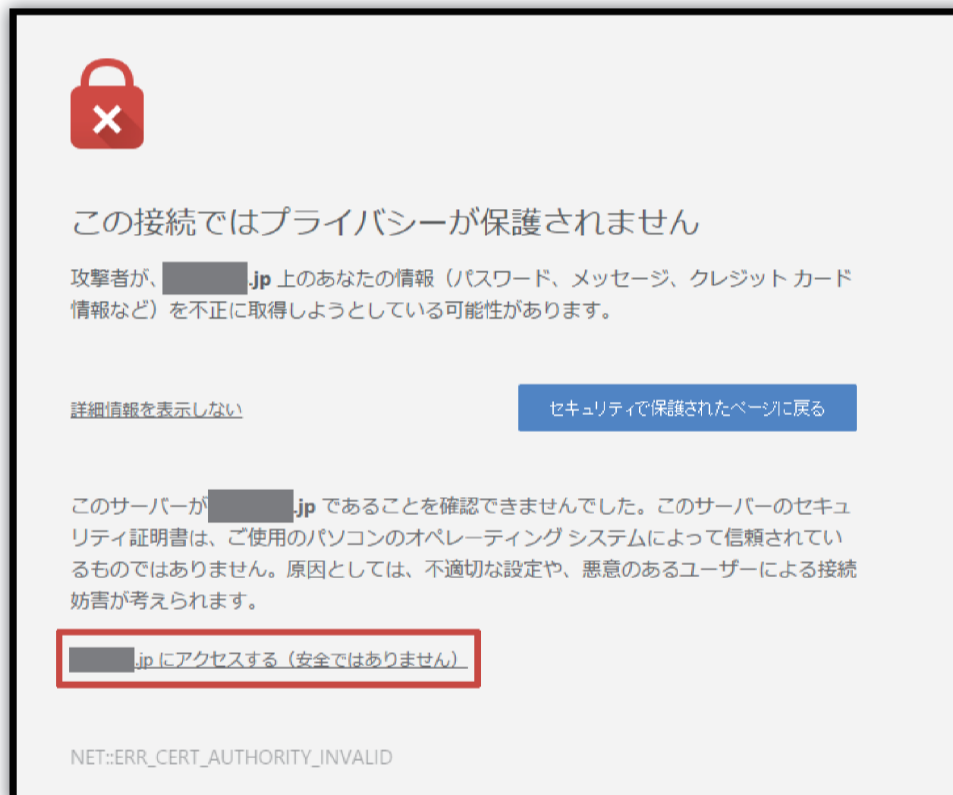 この接続ではプライバシーが保護されません
攻撃者が、.jp 上のあなたの情報（パスワード、メッセージ、クレジット カード
情報など）を不正に取得しようとしている可能性があります。
詳細情報を表示しない
セキュリティで保護されたページに戻る
このサーバーが.jp であることを確認できませんでした。このサーバーのセキュ
リティ証明書は、ご使用のパソコンのオペレーティング システムによって信頼されてい
るものではありません。原因としては、不適切な設定や、悪意のあるユーザーによる接続
妨害が考えられます。
.jp にアクセスする（安全ではありません）
NET::ERR_CERT_AUTHORITY_INVALID